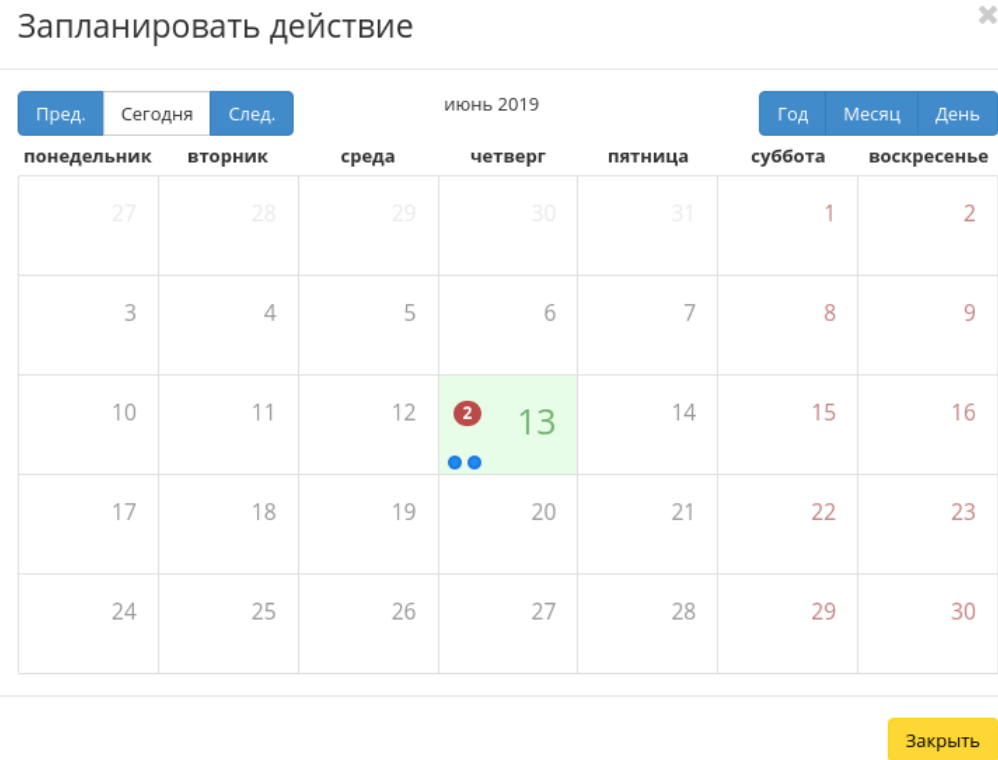 Запланировать действие ×
Пред. Сегодня След. июнь 2019 Год Месяц День
понедельник вторник среда четверг пятница суббота воскресенье
27 28 29 30 31 1 2
3 4 5 6 7 8 9
10 11 12 2 13 14 15 16
17 18 19 20 21 22 23
24 25 26 27 28 29 30
Закрыть